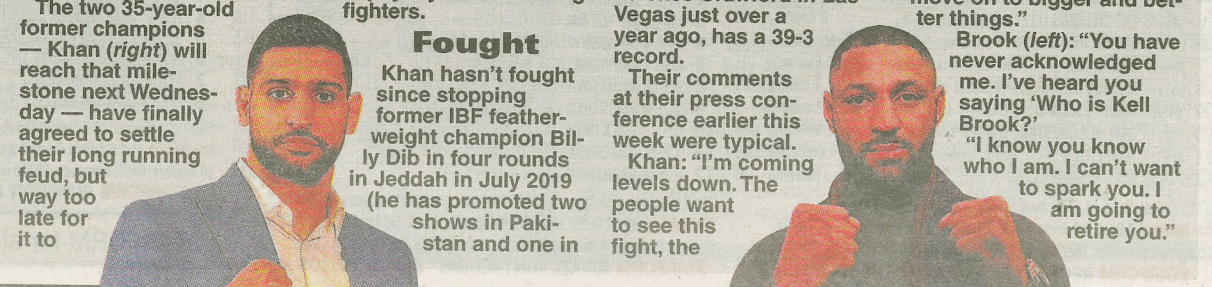 The two 35-year-old
former champions
— Khan (right) will
reach that mile-
stone next Wednes-
day — have finally
agreed to settle
their long running
feud, but
way too
late for
it to
fighters.
Fought
Khan hasn't fought
since stopping
former IBF feather-
weight champion Bil-
ly Dib in four rounds
in Jeddah in July 2019
(he has promoted two
shows in Paki-
stan and one in
Vegas just over a
year ago, has a 39-3
record.
Their comments
at their press con-
ference earlier this
week were typical.
Khan: “I'm coming
levels down. The
people want
to see this
fight, the
move on to bigger and bet-
ter things.”
Brook (left): “You have
never acknowledged
me. I've heard you
saying ‘Who is Kell
Brook?’
“I know you know
who I am. I can't want
to spark you. I
am going to
retire you.”